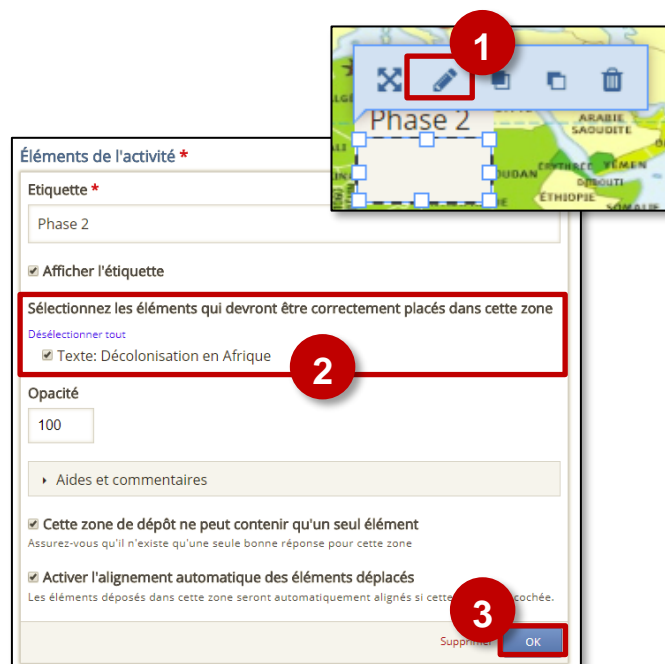 1
Phase 2
ARABIE
SAOUDITE
ERYTHRÉE YÉMEN
DJIBOUTI
ÉTHIOPIE
SOMALIE
Éléments de l'activité *
Etiquette *
Phase 2
Afficher l'étiquette
Sélectionnez les éléments qui devront être correctement placés dans cette zone
Désélectionner tout
Texte: Décolonisation en Afrique
2
Opacité
100
Aides et commentaires
Cette zone de dépôt ne peut contenir qu'un seul élément
Assurez-vous qu'il n'existe qu'une seule bonne réponse pour cette zone
Activer l'alignement automatique des éléments déplacés
Les éléments déposés dans cette zone seront automatiquement alignés si cette
3
OK